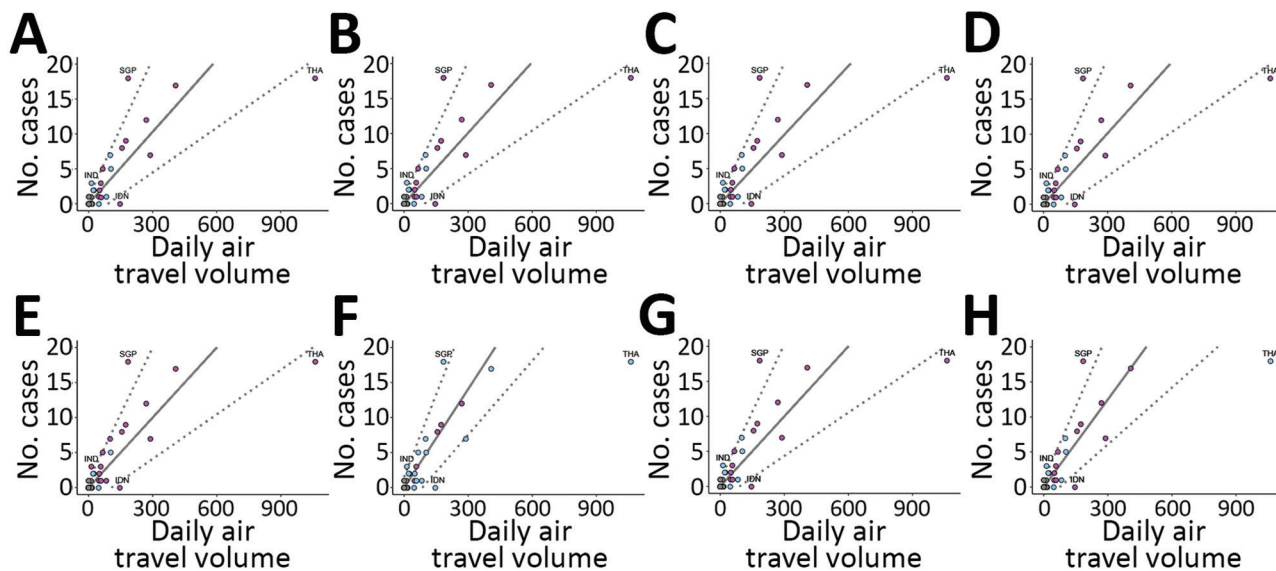 A
B
C
D
20
15
10
5
0
No. cases
SGP
THA
IND
IDN
0 300 600 900
Daily air
travel volume
20
15
10
5
0
No. cases
SGP
THA
IND
IDN
0 300 600 900
Daily air
travel volume
20
15
10
5
0
No. cases
SGP
THA
IND
IDN
0 300 600 900
Daily air
travel volume
20
15
10
5
0
No. cases
SGP
THA
IND
IDN
0 300 600 900
Daily air
travel volume
E
F
G
H
20
15
10
5
0
No. cases
SGP
THA
IND
IDN
0 300 600 900
Daily air
travel volume
20
15
10
5
0
No. cases
SGP
THA
IND
IDN
0 300 600 900
Daily air
travel volume
20
15
10
5
0
No. cases
SGP
THA
IND
IDN
0 300 600 900
Daily air
travel volume
20
15
10
5
0
No. cases
SGP
THA
IND
IDN
0 300 600 900
Daily air
travel volume